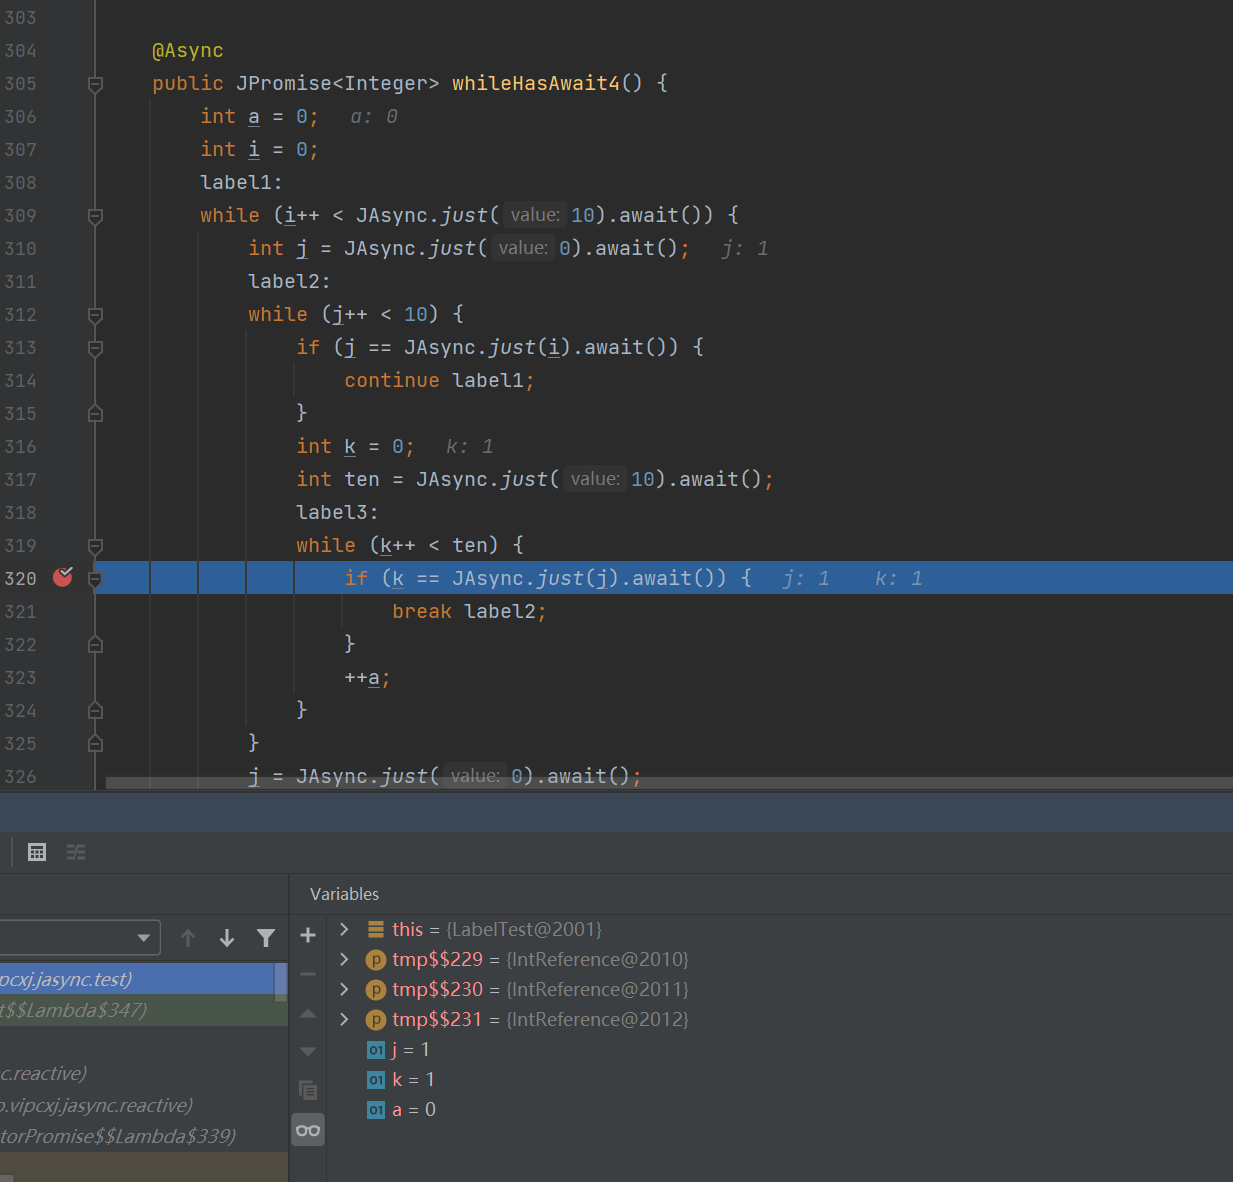 303
304 @Async
305 public JPromise<Integer> whileHasAwait4() {
306 int a = 0; a: 0
307 int i = 0;
308 label1:
309 while (i++ < JAsync.just( value: 10).await()) {
310 int j = JAsync.just( value: 0).await(); j: 1
311 label2:
312 while (j++ < 10) {
313 if (j == JAsync.just(i).await()) {
314 continue label1;
315 }
316 int k = 0; k: 1
317 int ten = JAsync.just( value: 10).await();
318 label3:
319 while (k++ < ten) {
320 if (k == JAsync.just(j).await()) { j: 1 k: 1
321 break label2;
322 }
323 ++a;
324 }
325 }
326 j = JAsync.just( value: 0).await();
Variables
this = {LabelTest@2001}
tmp$$229 = {IntReference@2010}
tmp$$230 = {IntReference@2011}
tmp$$231 = {IntReference@2012}
j = 1
k = 1
a = 0
pcxj.jasync.test)
t$$Lambda$347)
c.reactive)
o.vipcxj.jasync.reactive)
torPromise$$Lambda$339)